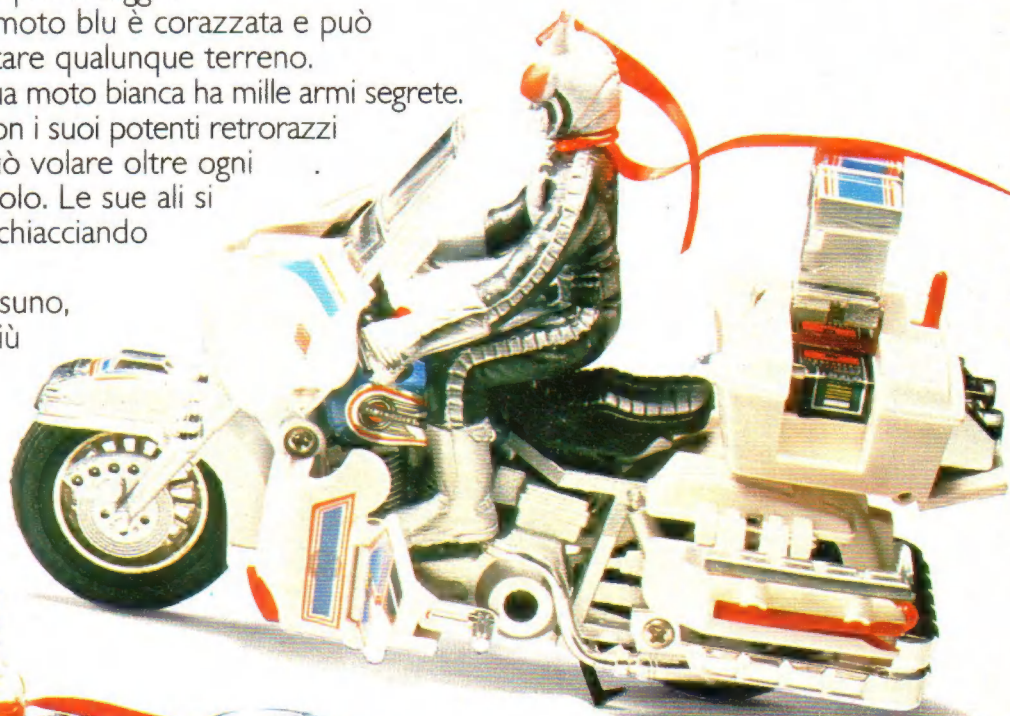 moto blu è corazzata e può
tare qualunque terreno.
ua moto bianca ha mille armi segrete.
on i suoi potenti retrorazzi
uò volare oltre ogni
olo. Le sue ali si
chiacciando
suno,
iù